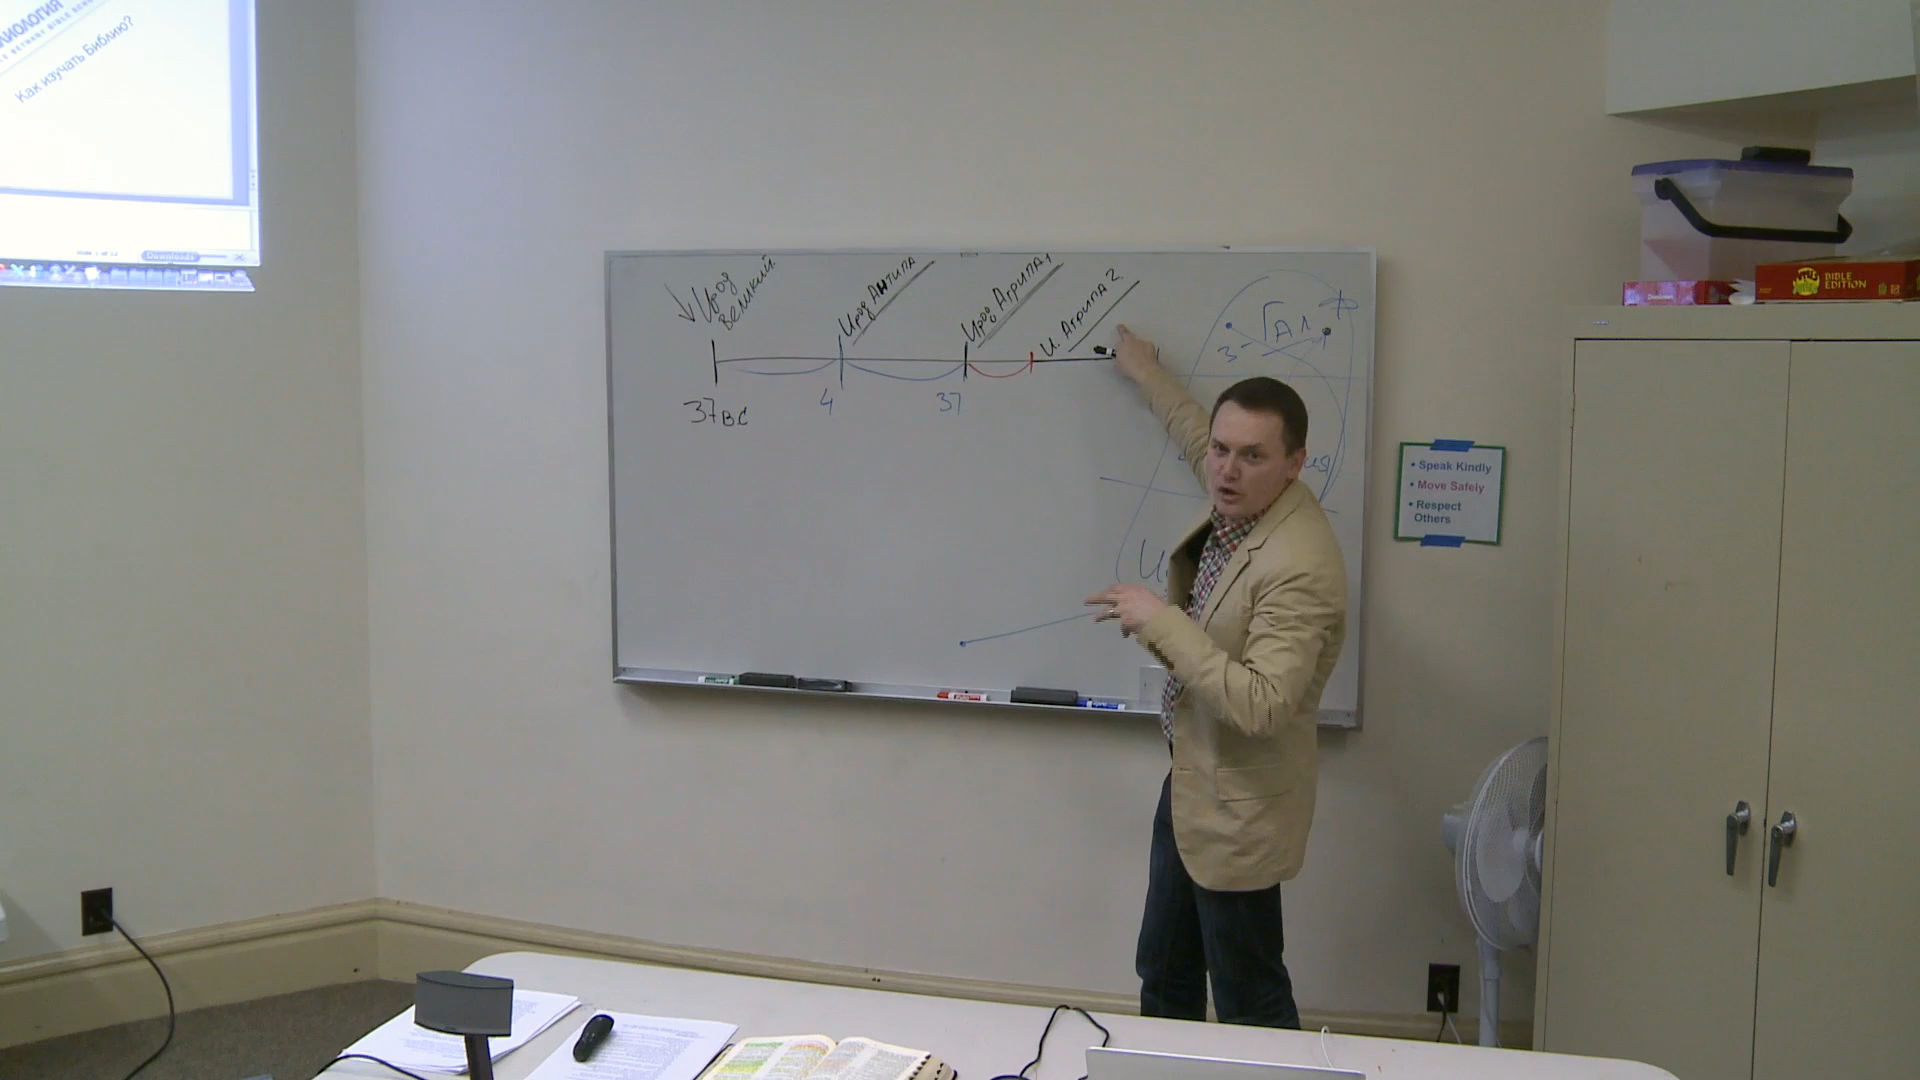 Как изучать Библию?
Ирод
Великий
Ирод Антипа
Ирод Агрипа 1
И. Агрипа 2
37 BC
4
37
3 - ГАЛ
• Speak Kindly
• Move Safely
• Respect
Others
BIBLE
EDITION
Downloads